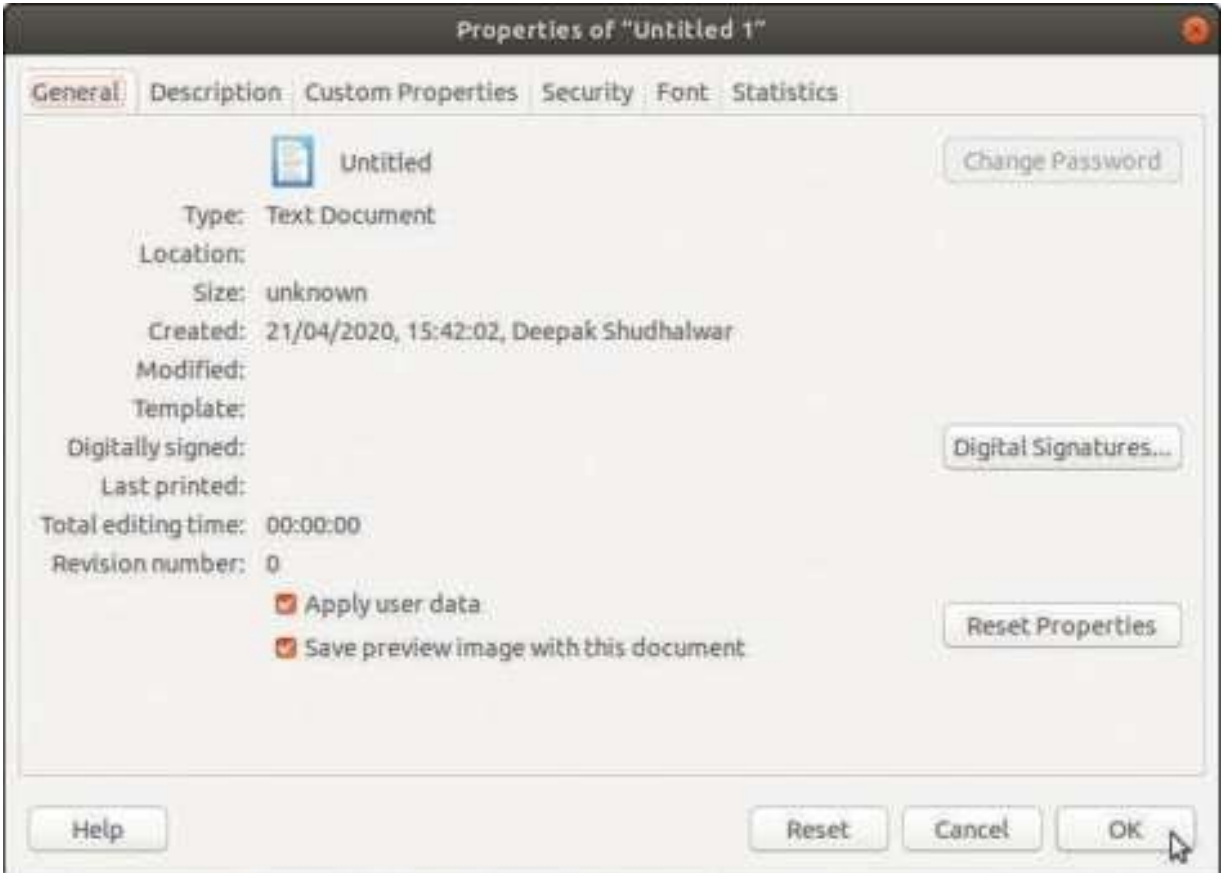 Properties of "Untitled 1"
General Description Custom Properties Security Font Statistics
Untitled Change Password
Type: Text Document
Location:
Size: unknown
Created: 21/04/2020, 15:42:02, Deepak Shudhalwar
Modified:
Template:
Digitally signed: Digital Signatures...
Last printed:
Total editing time: 00:00:00
Revision number: 0
Apply user data
Reset Properties
Save preview image with this document
Help Reset Cancel OK